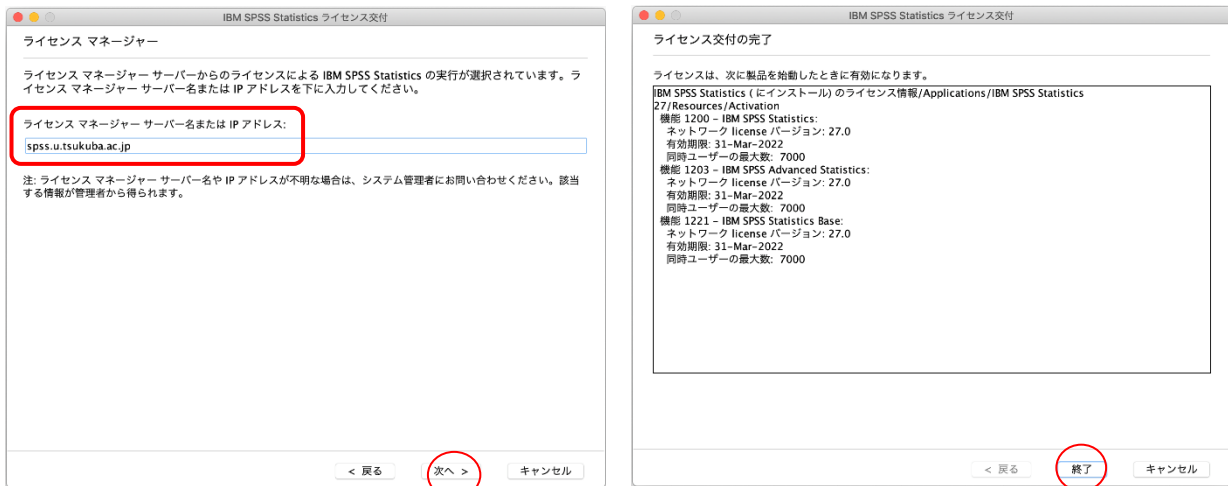 IBM SPSS Statistics ライセンス交付
ライセンス マネージャー
ライセンス マネージャー サーバーからのライセンスによる IBM SPSS Statistics の実行が選択されています。ラ
イセンス マネージャー サーバー名または IP アドレスを下に入力してください。
ライセンス マネージャー サーバー名または IP アドレス:
spss.u.tsukuba.ac.jp
注: ライセンス マネージャー サーバー名や IP アドレスが不明な場合は、システム管理者にお問い合わせください。該当
する情報が管理者から得られます。
< 戻る
次へ >
キャンセル
IBM SPSS Statistics ライセンス交付
ライセンス交付の完了
ライセンスは、次に製品を始動したときに有効になります。
IBM SPSS Statistics ( にインストール) のライセンス情報/Applications/IBM SPSS Statistics
27/Resources/Activation
機能 1200 – IBM SPSS Statistics:
ネットワーク license バージョン: 27.0
有効期限: 31-Mar-2022
同時ユーザーの最大数: 7000
機能 1203 – IBM SPSS Advanced Statistics:
ネットワーク license バージョン: 27.0
有効期限: 31-Mar-2022
同時ユーザーの最大数: 7000
機能 1221 – IBM SPSS Statistics Base:
ネットワーク license バージョン: 27.0
有効期限: 31-Mar-2022
同時ユーザーの最大数: 7000
< 戻る
終了
キャンセル